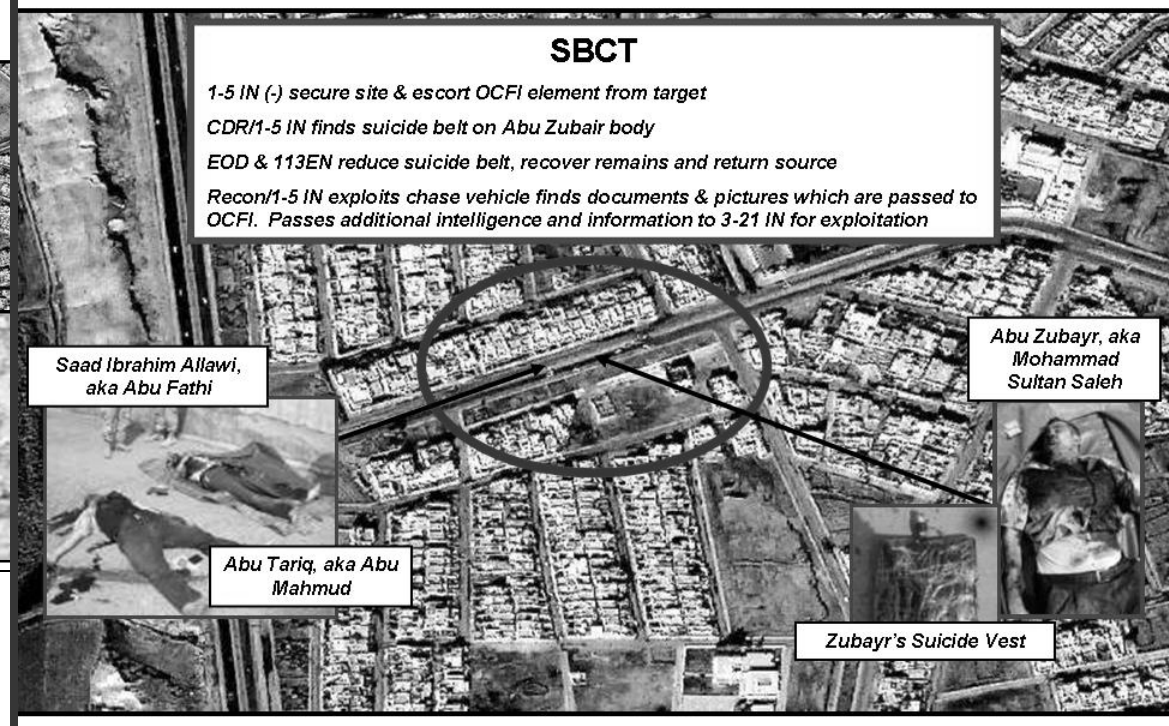 SBCT
1-5 IN (-) secure site & escort OCFI element from target
CDR/1-5 IN finds suicide belt on Abu Zubair body
EOD & 113EN reduce suicide belt, recover remains and return source
Recon/1-5 IN exploits chase vehicle finds documents & pictures which are passed to
OCFI.  Passes additional intelligence and information to 3-21 IN for exploitation
Saad Ibrahim Allawi,
aka Abu Fathi
Abu Tariq, aka Abu
Mahmud
Abu Zubayr, aka
Mohammad
Sultan Saleh
Zubayr's Suicide Vest